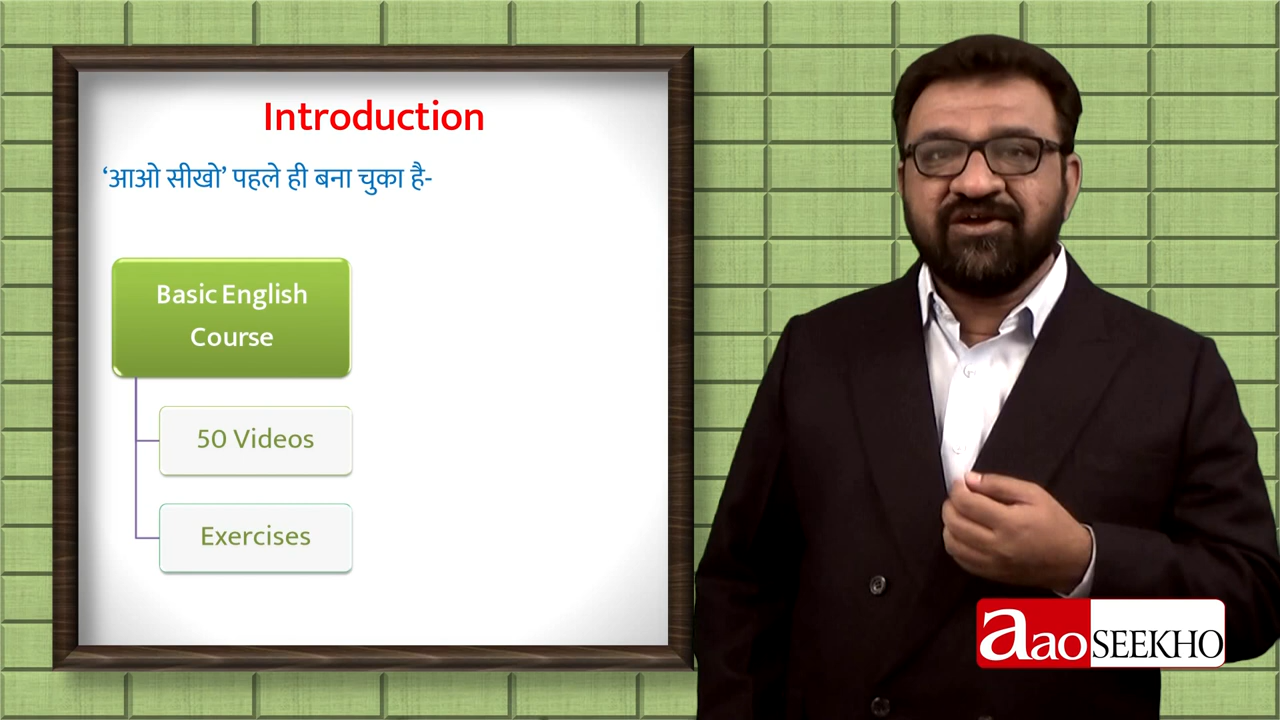 Introduction
‘आओ सीखो’ पहले ही बना चुका है-
Basic English
Course
50 Videos
Exercises
aaoSEEKHO